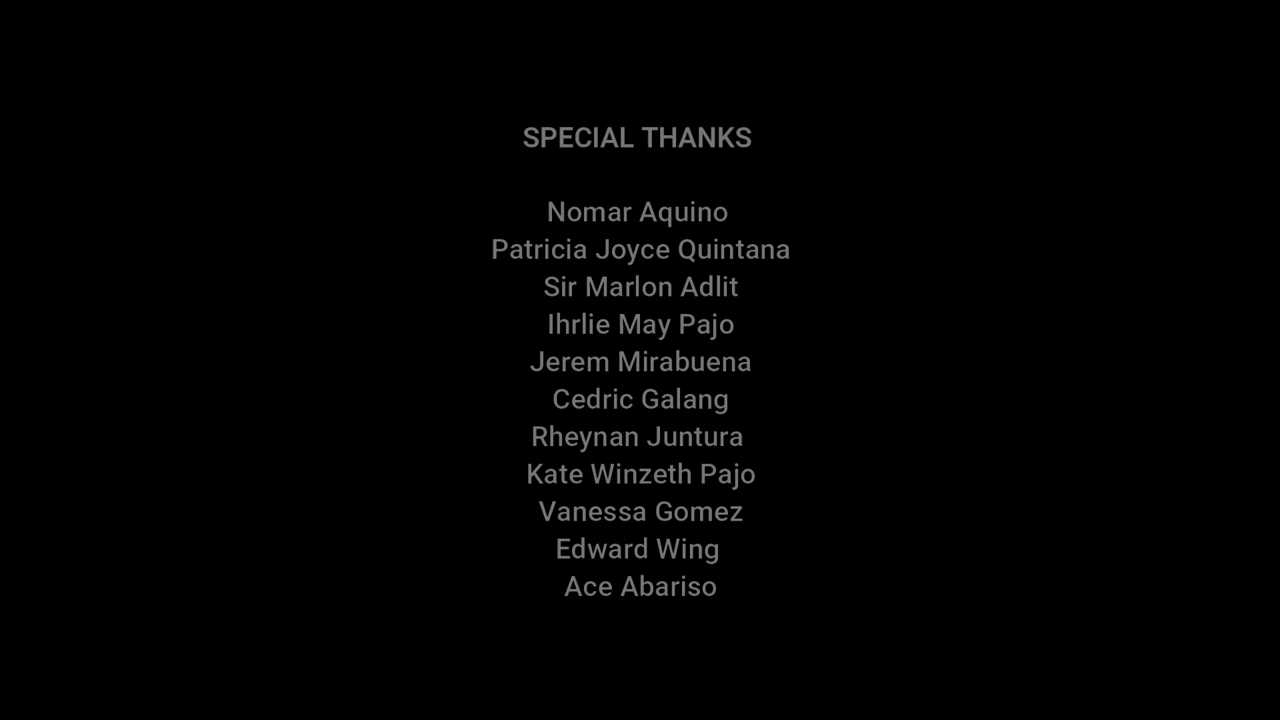 SPECIAL THANKS
Nomar Aquino
Patricia Joyce Quintana
Sir Marlon Adlit
Ihrlie May Pajo
Jerem Mirabuena
Cedric Galang
Rheynan Juntura
Kate Winzeth Pajo
Vanessa Gomez
Edward Wing
Ace Abariso